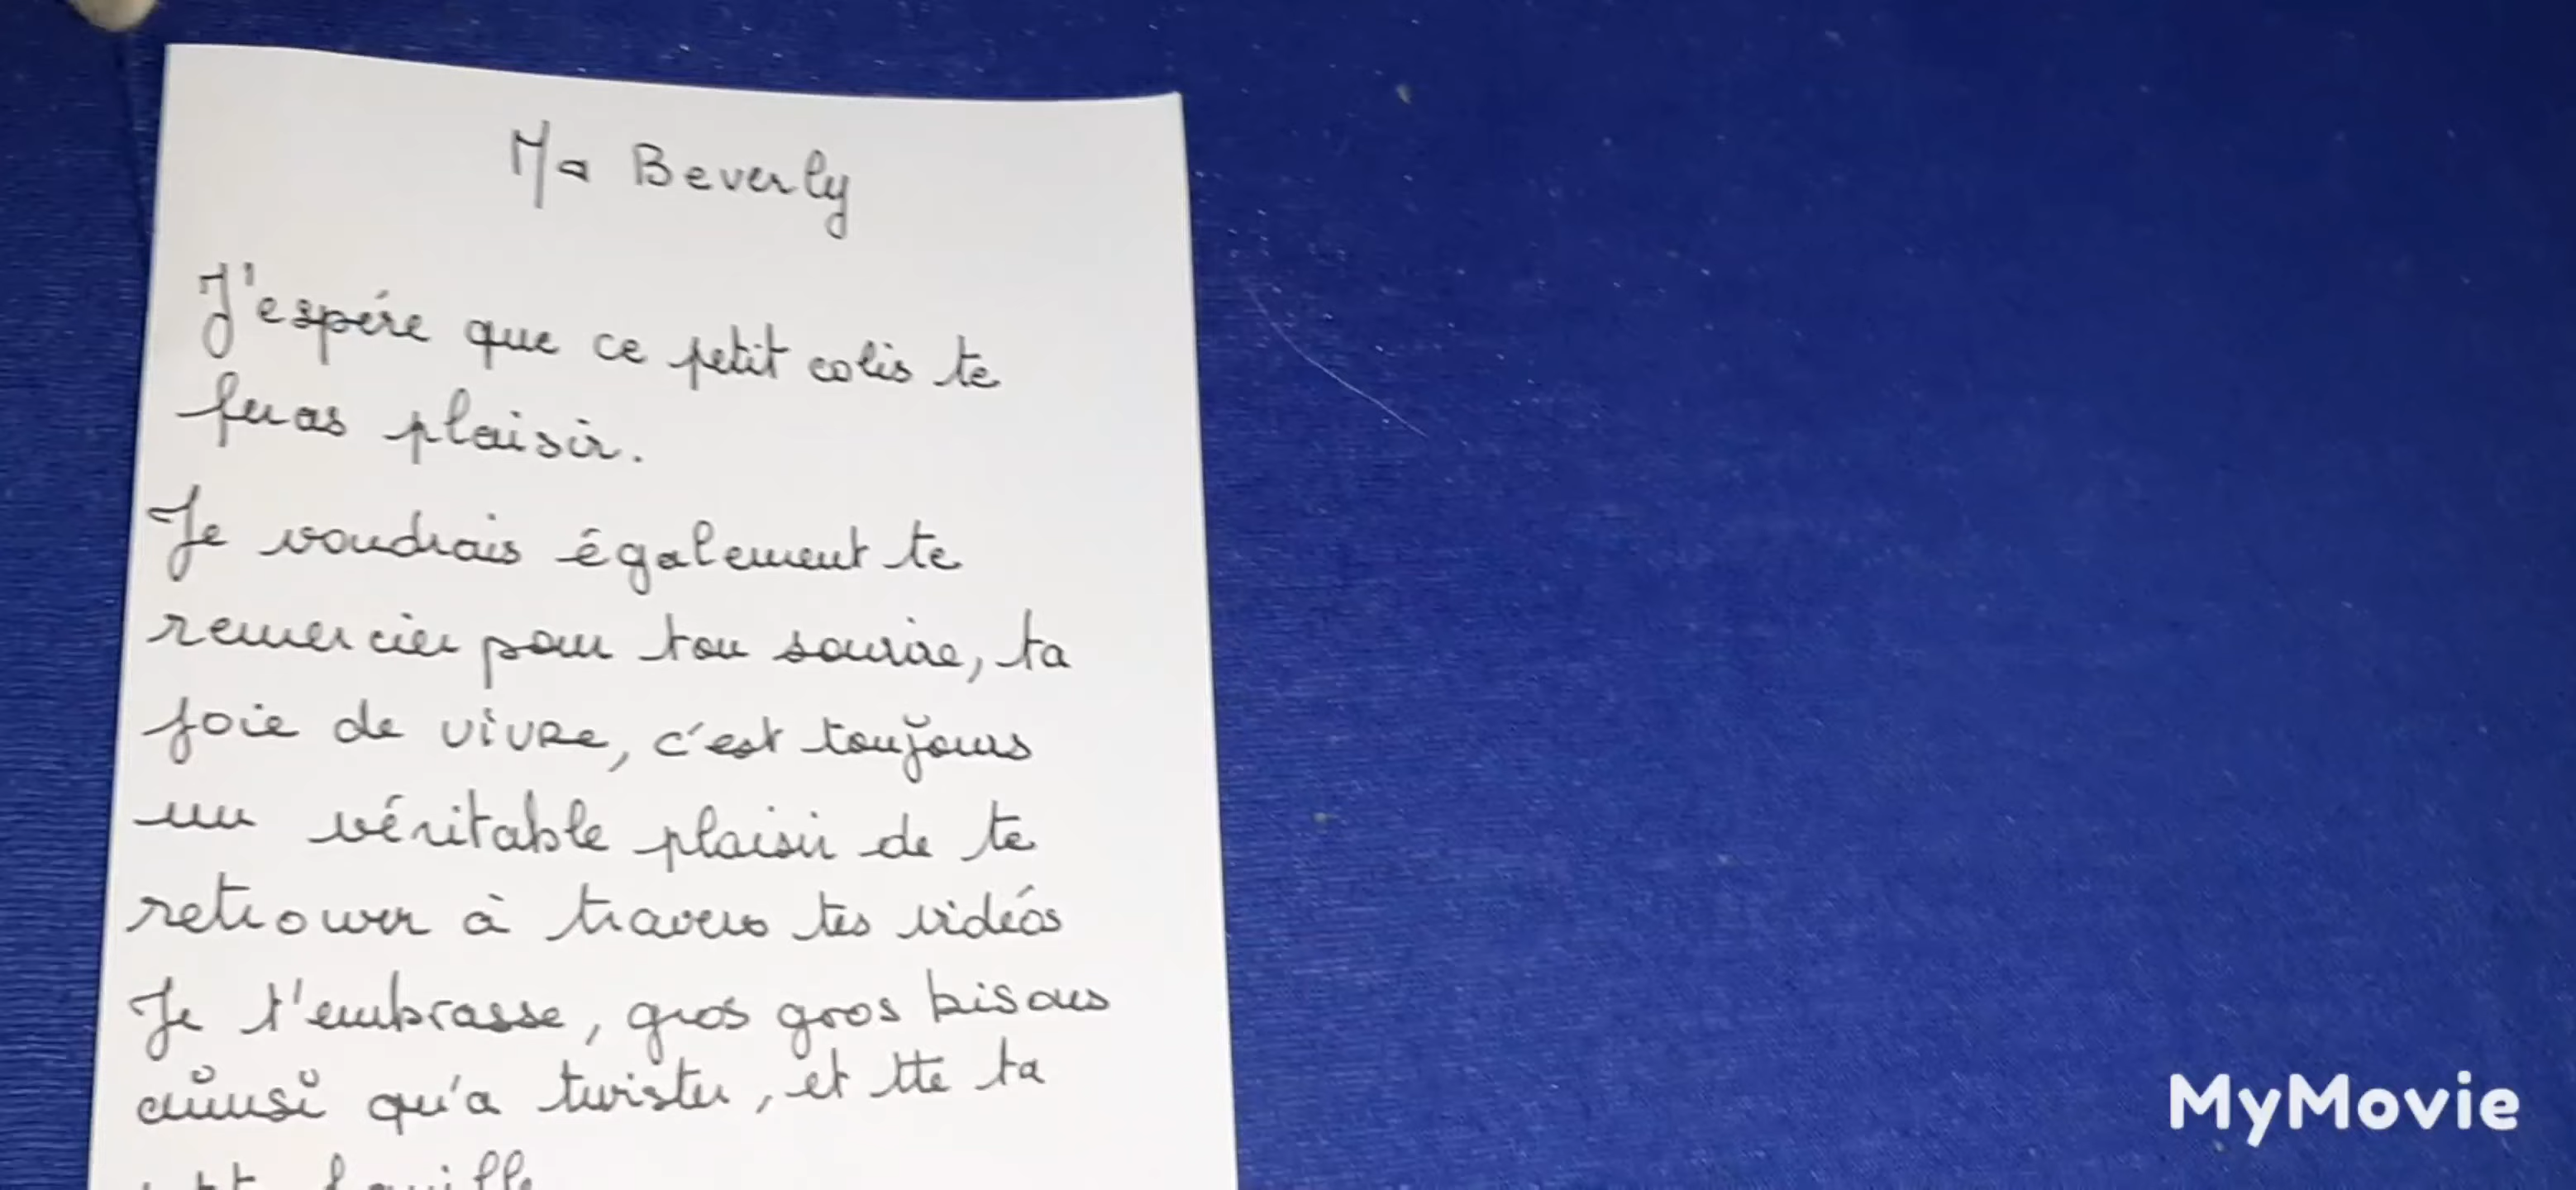 Ma Beverly
J'espére que ce petit colis te
feras plaisir.
Je voudrais également te
remercier pour ton sourire, ta
joie de vivre, c'est toujours
un véritable plaisir de te
retrouver à travers tes vidéos
Je t'embrasse, gros gros bisous
ainsi qu'a twister, et tte ta
famille
MyMovie